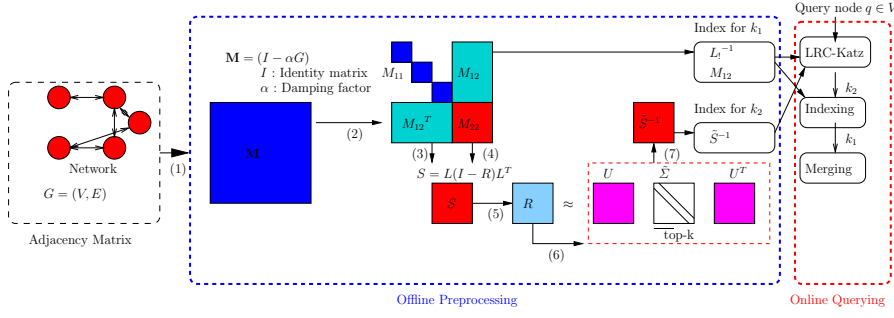 Query node q ∈ V
M = (I − αG)
I : Identity matrix
α : Damping factor
M
(2)
M₁₁
M₁₂
M₁₂ᵀ
M₂₂
(3)
(4)
S = L(I − R)Lᵀ
S
(5)
R
≈
(6)
U
Σ̃
Uᵀ
top-k
(7)
S̃⁻¹
Index for k₁
L₁⁻¹
M₁₂
Index for k₂
S̃⁻¹
LRC-Katz
k₂
Indexing
k₁
Merging
Network
G = (V, E)
(1)
Adjacency Matrix
Offline Preprocessing
Online Querying